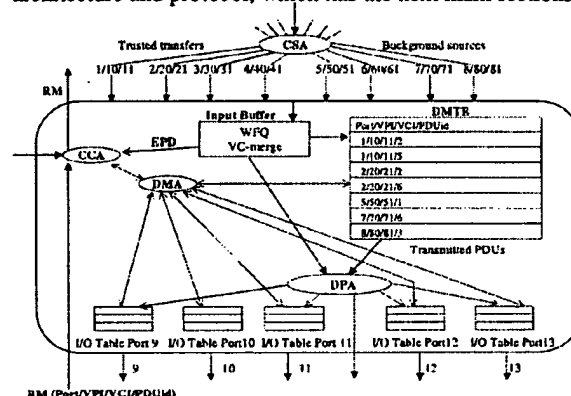 architecture and protocol, which has
Trusted transfers
CSA
Background sources
1/10/11 2/20/21 3/30/31 4/40/41 5/50/51 6/60/61 7/70/71 8/80/81
RM
Input Buffer
DMTR
WFQ
VC-merge
Port/VPI/VCI/PDUid
EPD
CCA
DMA
1/10/11/2
1/10/11/5
2/20/21/2
2/20/21/6
5/50/51/1
7/70/71/6
8/80/81/3
Transmitted PDUs
DPA
I/O Table Port 9 I/O Table Port10 I/O Table Port 11 I/O Table Port12 I/O Table Port13
9 10 11 12 13
RM (Port/VPI/VCI/PDUid)